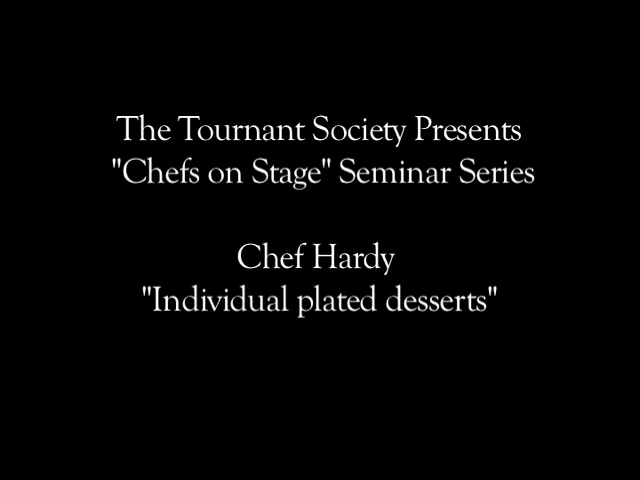 The Tournant Society Presents
"Chefs on Stage" Seminar Series
Chef Hardy
"Individual plated desserts"